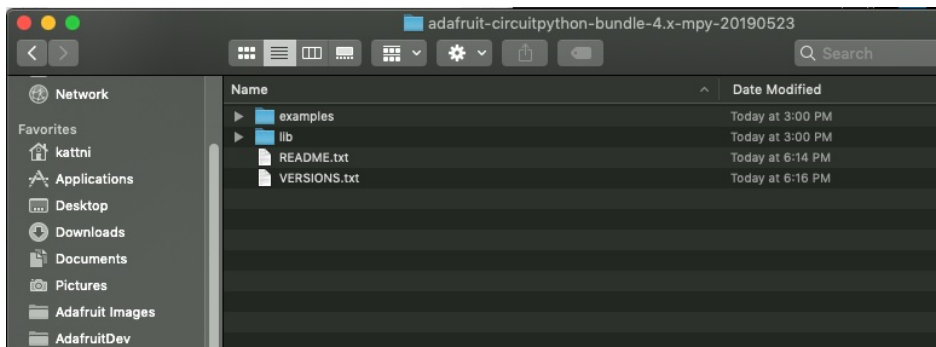 adafruit-circuitpython-bundle-4.x-mpy-20190523
Search
Network
Favorites
kattni
Applications
Desktop
Downloads
Documents
Pictures
Adafruit Images
AdafruitDev
Name
Date Modified
examples
Today at 3:00 PM
lib
Today at 3:00 PM
README.txt
Today at 6:14 PM
VERSIONS.txt
Today at 6:16 PM